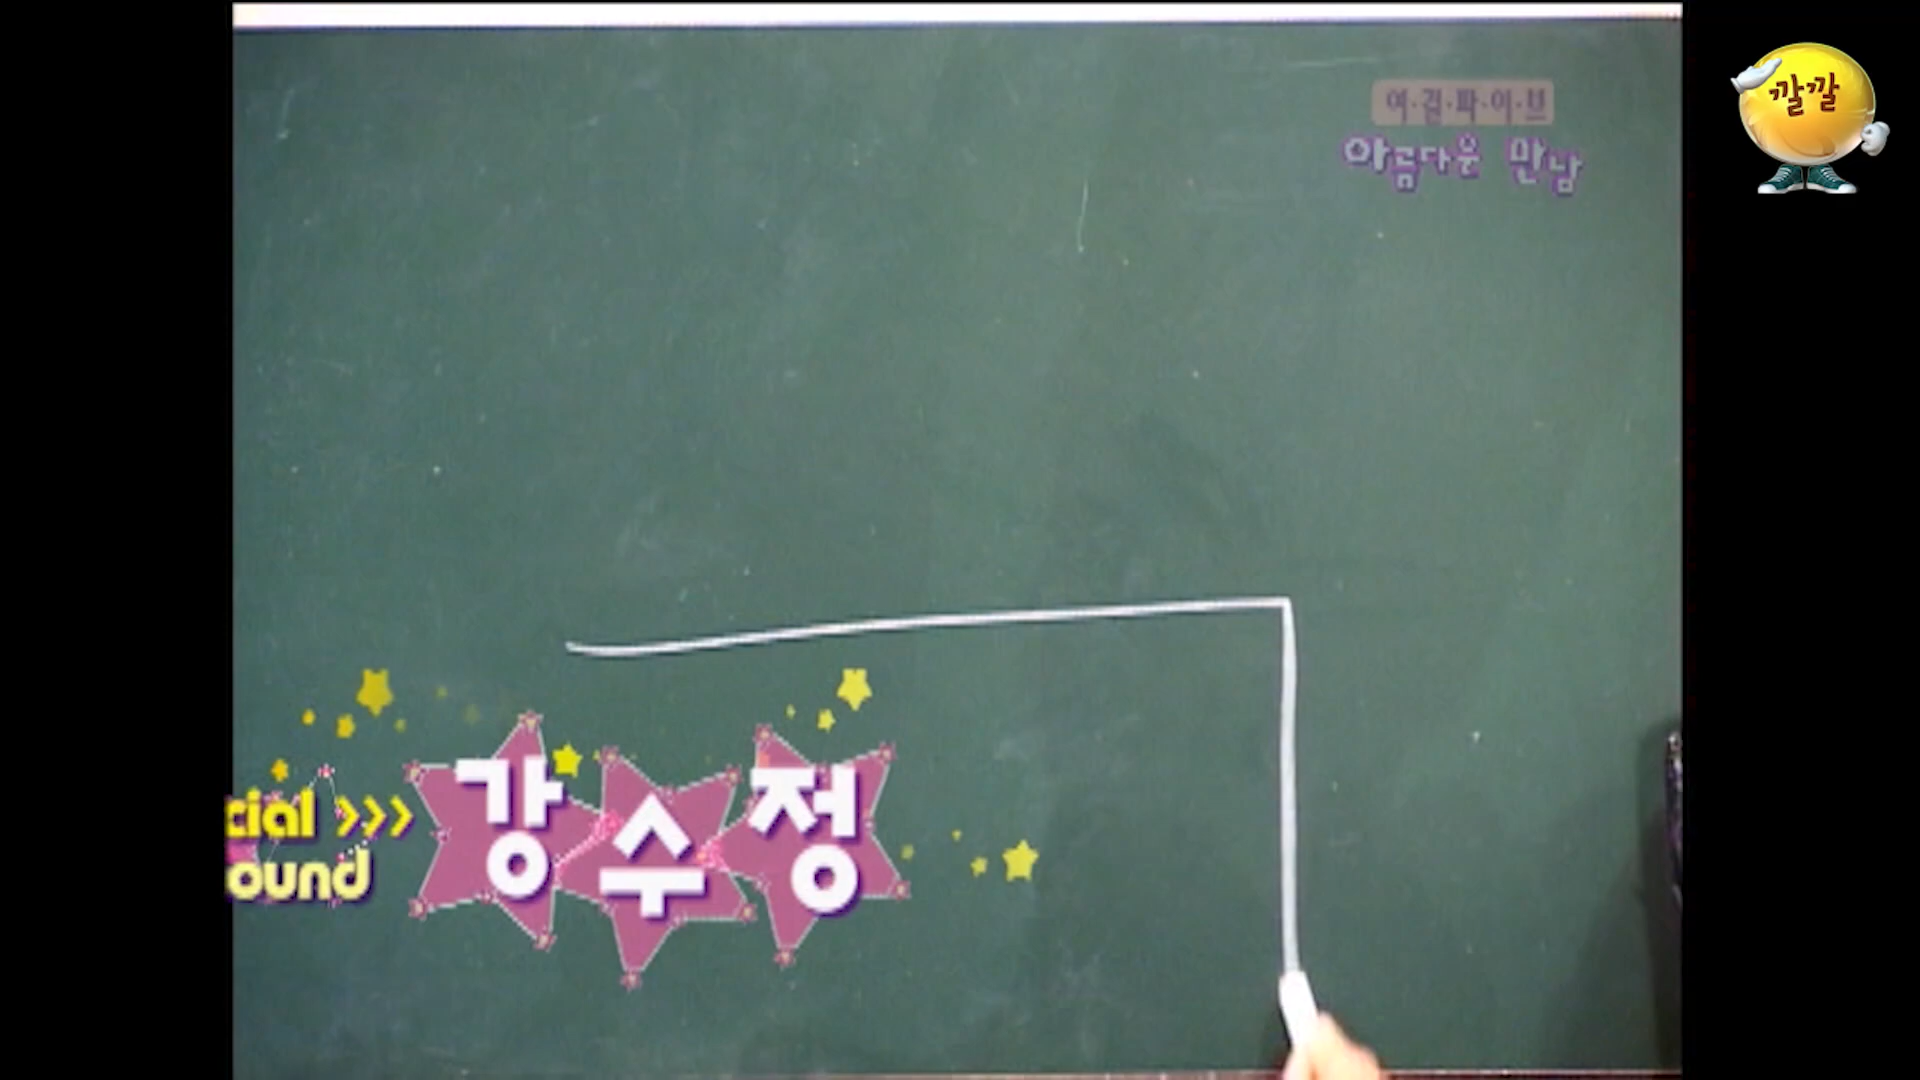 깔깔
여·걸·파·이·브
아름다운 만남
cial >>> 강수정
ound